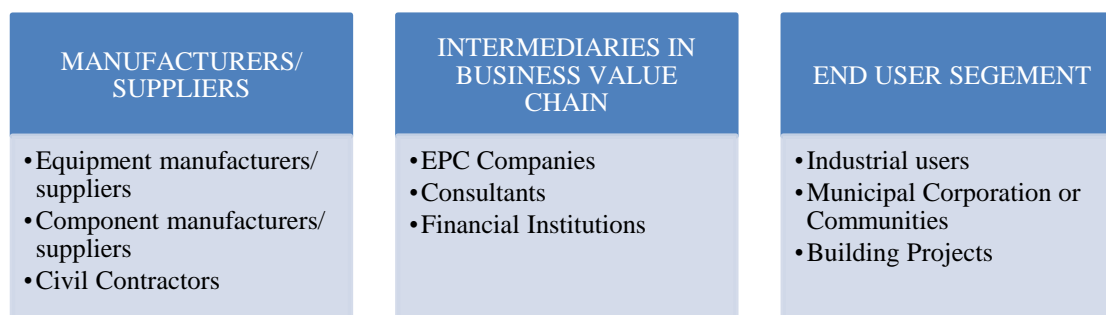 MANUFACTURERS/
SUPPLIERS
•Equipment manufacturers/
suppliers
•Component manufacturers/
suppliers
•Civil Contractors
INTERMEDIARIES IN
BUSINESS VALUE
CHAIN
•EPC Companies
•Consultants
•Financial Institutions
END USER SEGEMENT
•Industrial users
•Municipal Corporation or
Communities
•Building Projects